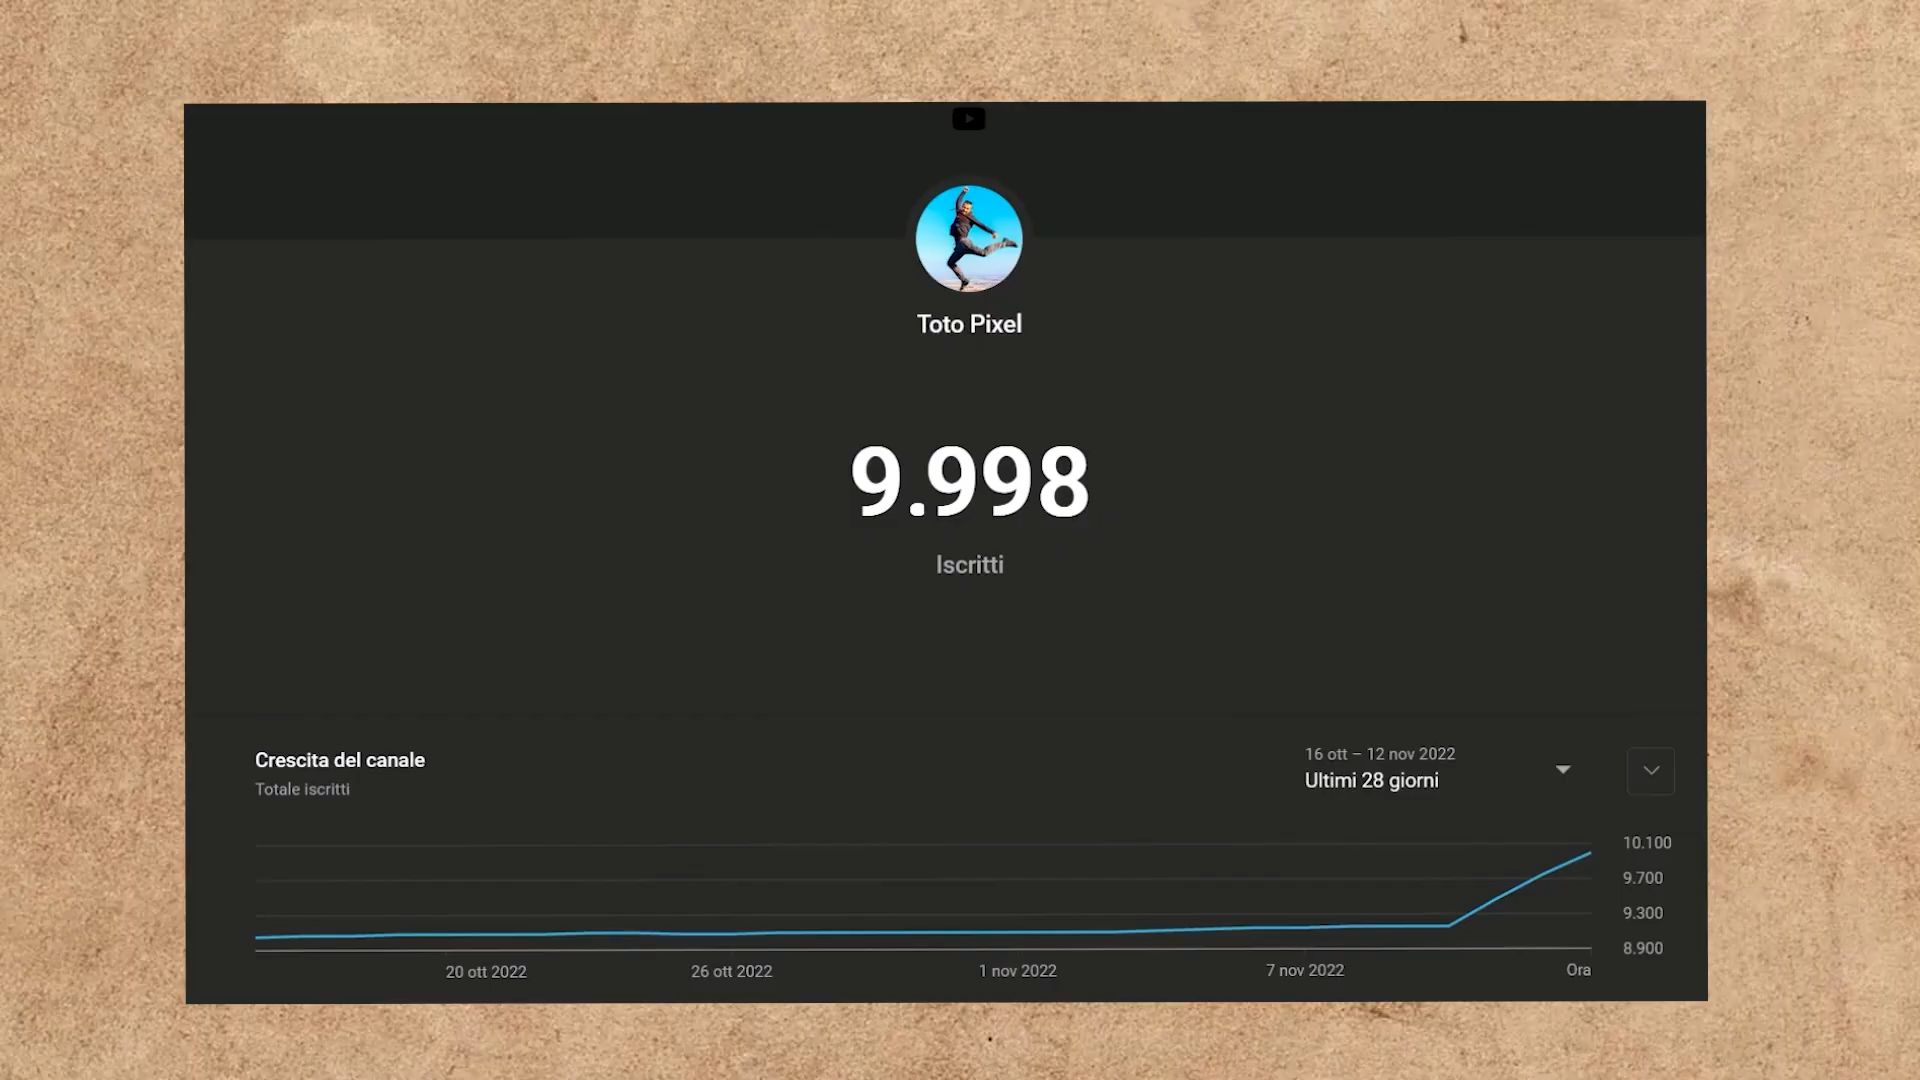 Toto Pixel
9.998
Iscritti
Crescita del canale
Totale iscritti
16 ott – 12 nov 2022
Ultimi 28 giorni
10.100
9.700
9.300
8.900
20 ott 2022
26 ott 2022
1 nov 2022
7 nov 2022
Ora